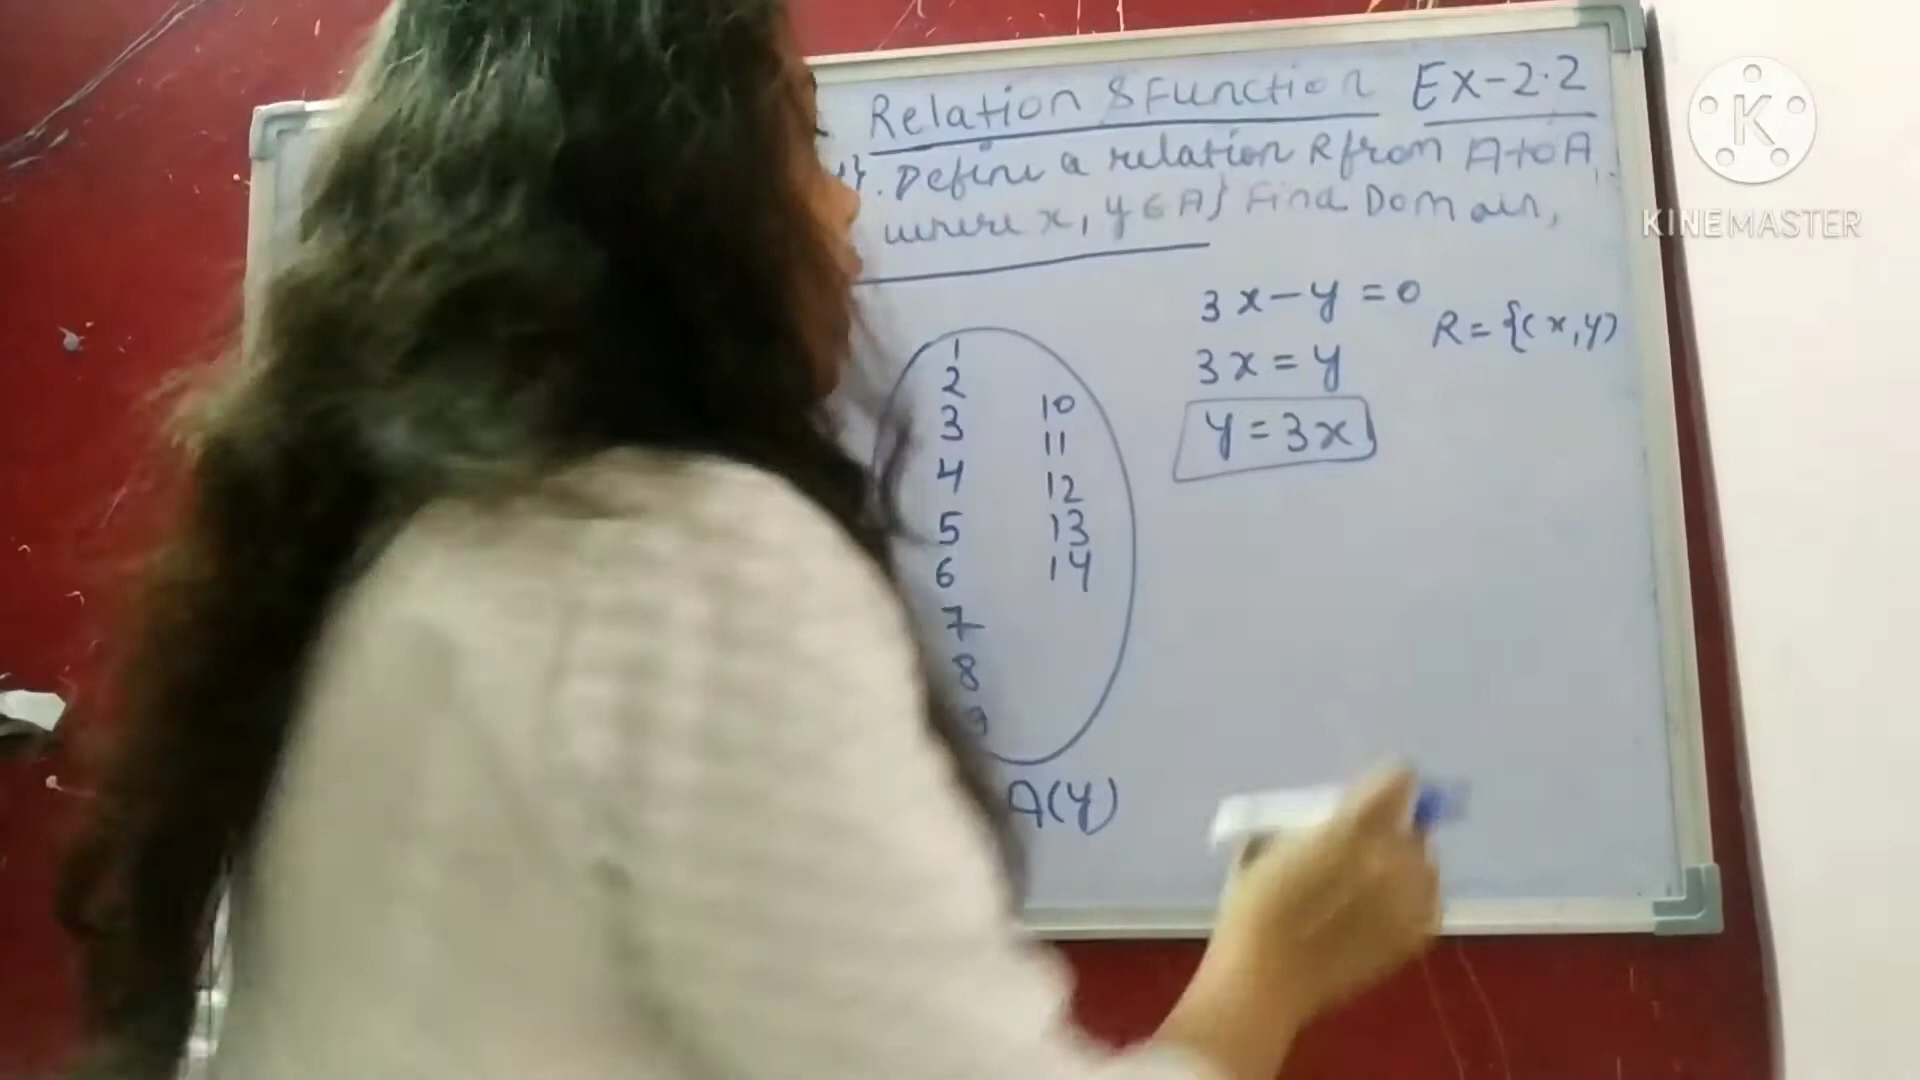 Relation & Function Ex-2.2
}. Define a relation R from A to A,
where x, y ∈ A} Find Domain,
3x-y=0
R={(x,y)
3x=y
y=3x
1
2
3
4
5
6
7
8
9
10
11
12
13
14
A(y)
K
KINEMASTER